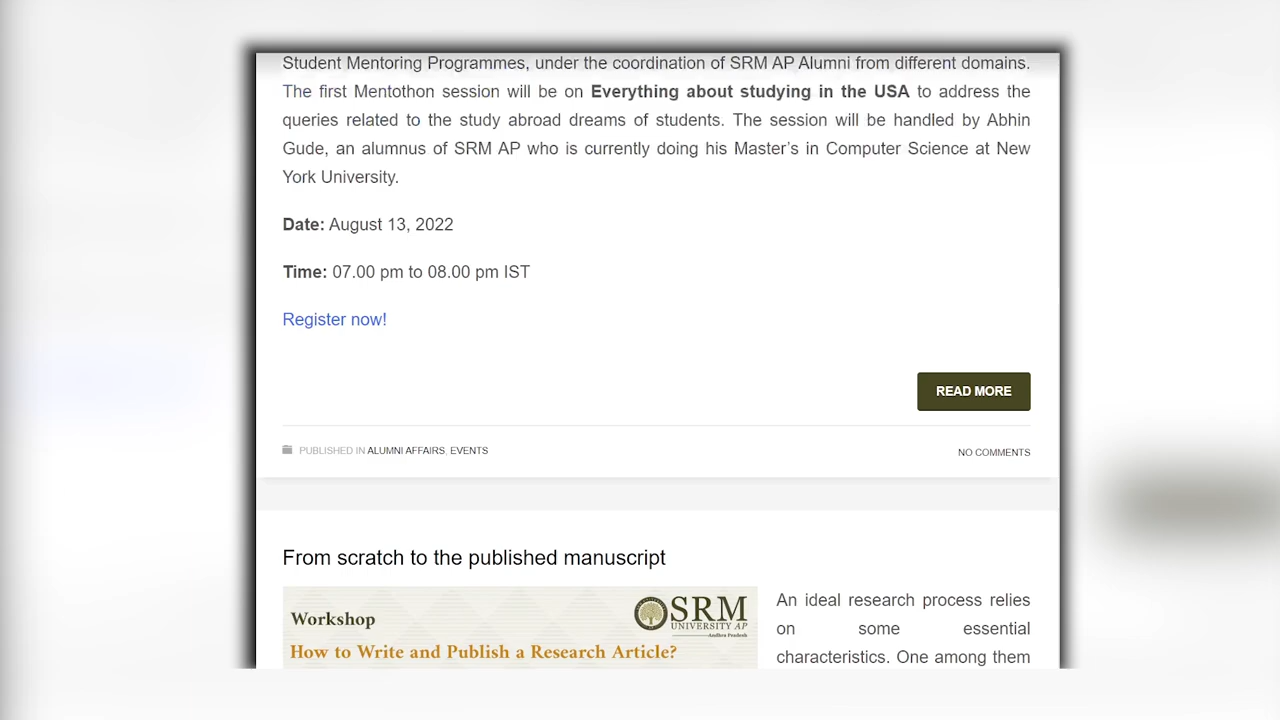 Student Mentoring Programmes, under the coordination of SRM AP Alumni from different domains.
The first Mentothon session will be on Everything about studying in the USA to address the
queries related to the study abroad dreams of students. The session will be handled by Abhin
Gude, an alumnus of SRM AP who is currently doing his Master’s in Computer Science at New
York University.
Date: August 13, 2022
Time: 07.00 pm to 08.00 pm IST
Register now!
READ MORE
PUBLISHED IN ALUMNI AFFAIRS, EVENTS
NO COMMENTS
From scratch to the published manuscript
Workshop
SRM
UNIVERSITY AP
Andhra Pradesh
How to Write and Publish a Research Article?
An ideal research process relies
on some essential
characteristics. One among them